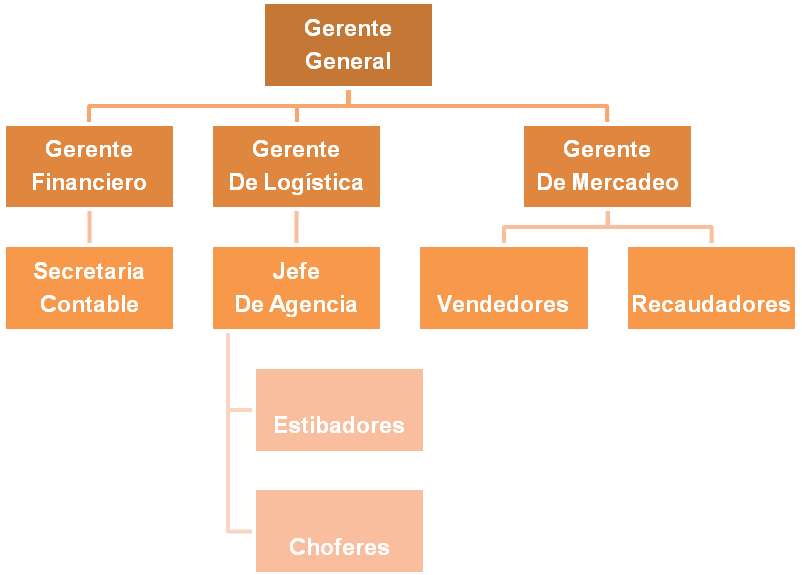 Gerente
General
Gerente
Financiero
Gerente
De Logística
Gerente
De Mercadeo
Secretaria
Contable
Jefe
De Agencia
Vendedores
Recaudadores
Estibadores
Choferes